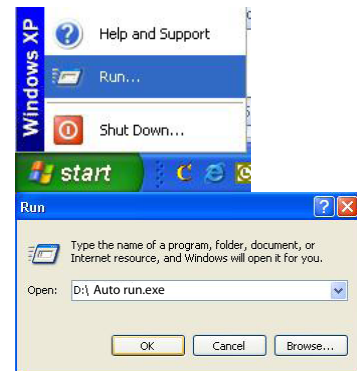 Windows XP
Help and Support
Run...
Shut Down...
start
Run
Type the name of a program, folder, document, or
Internet resource, and Windows will open it for you.
Open:
D:\ Auto run.exe
OK
Cancel
Browse...